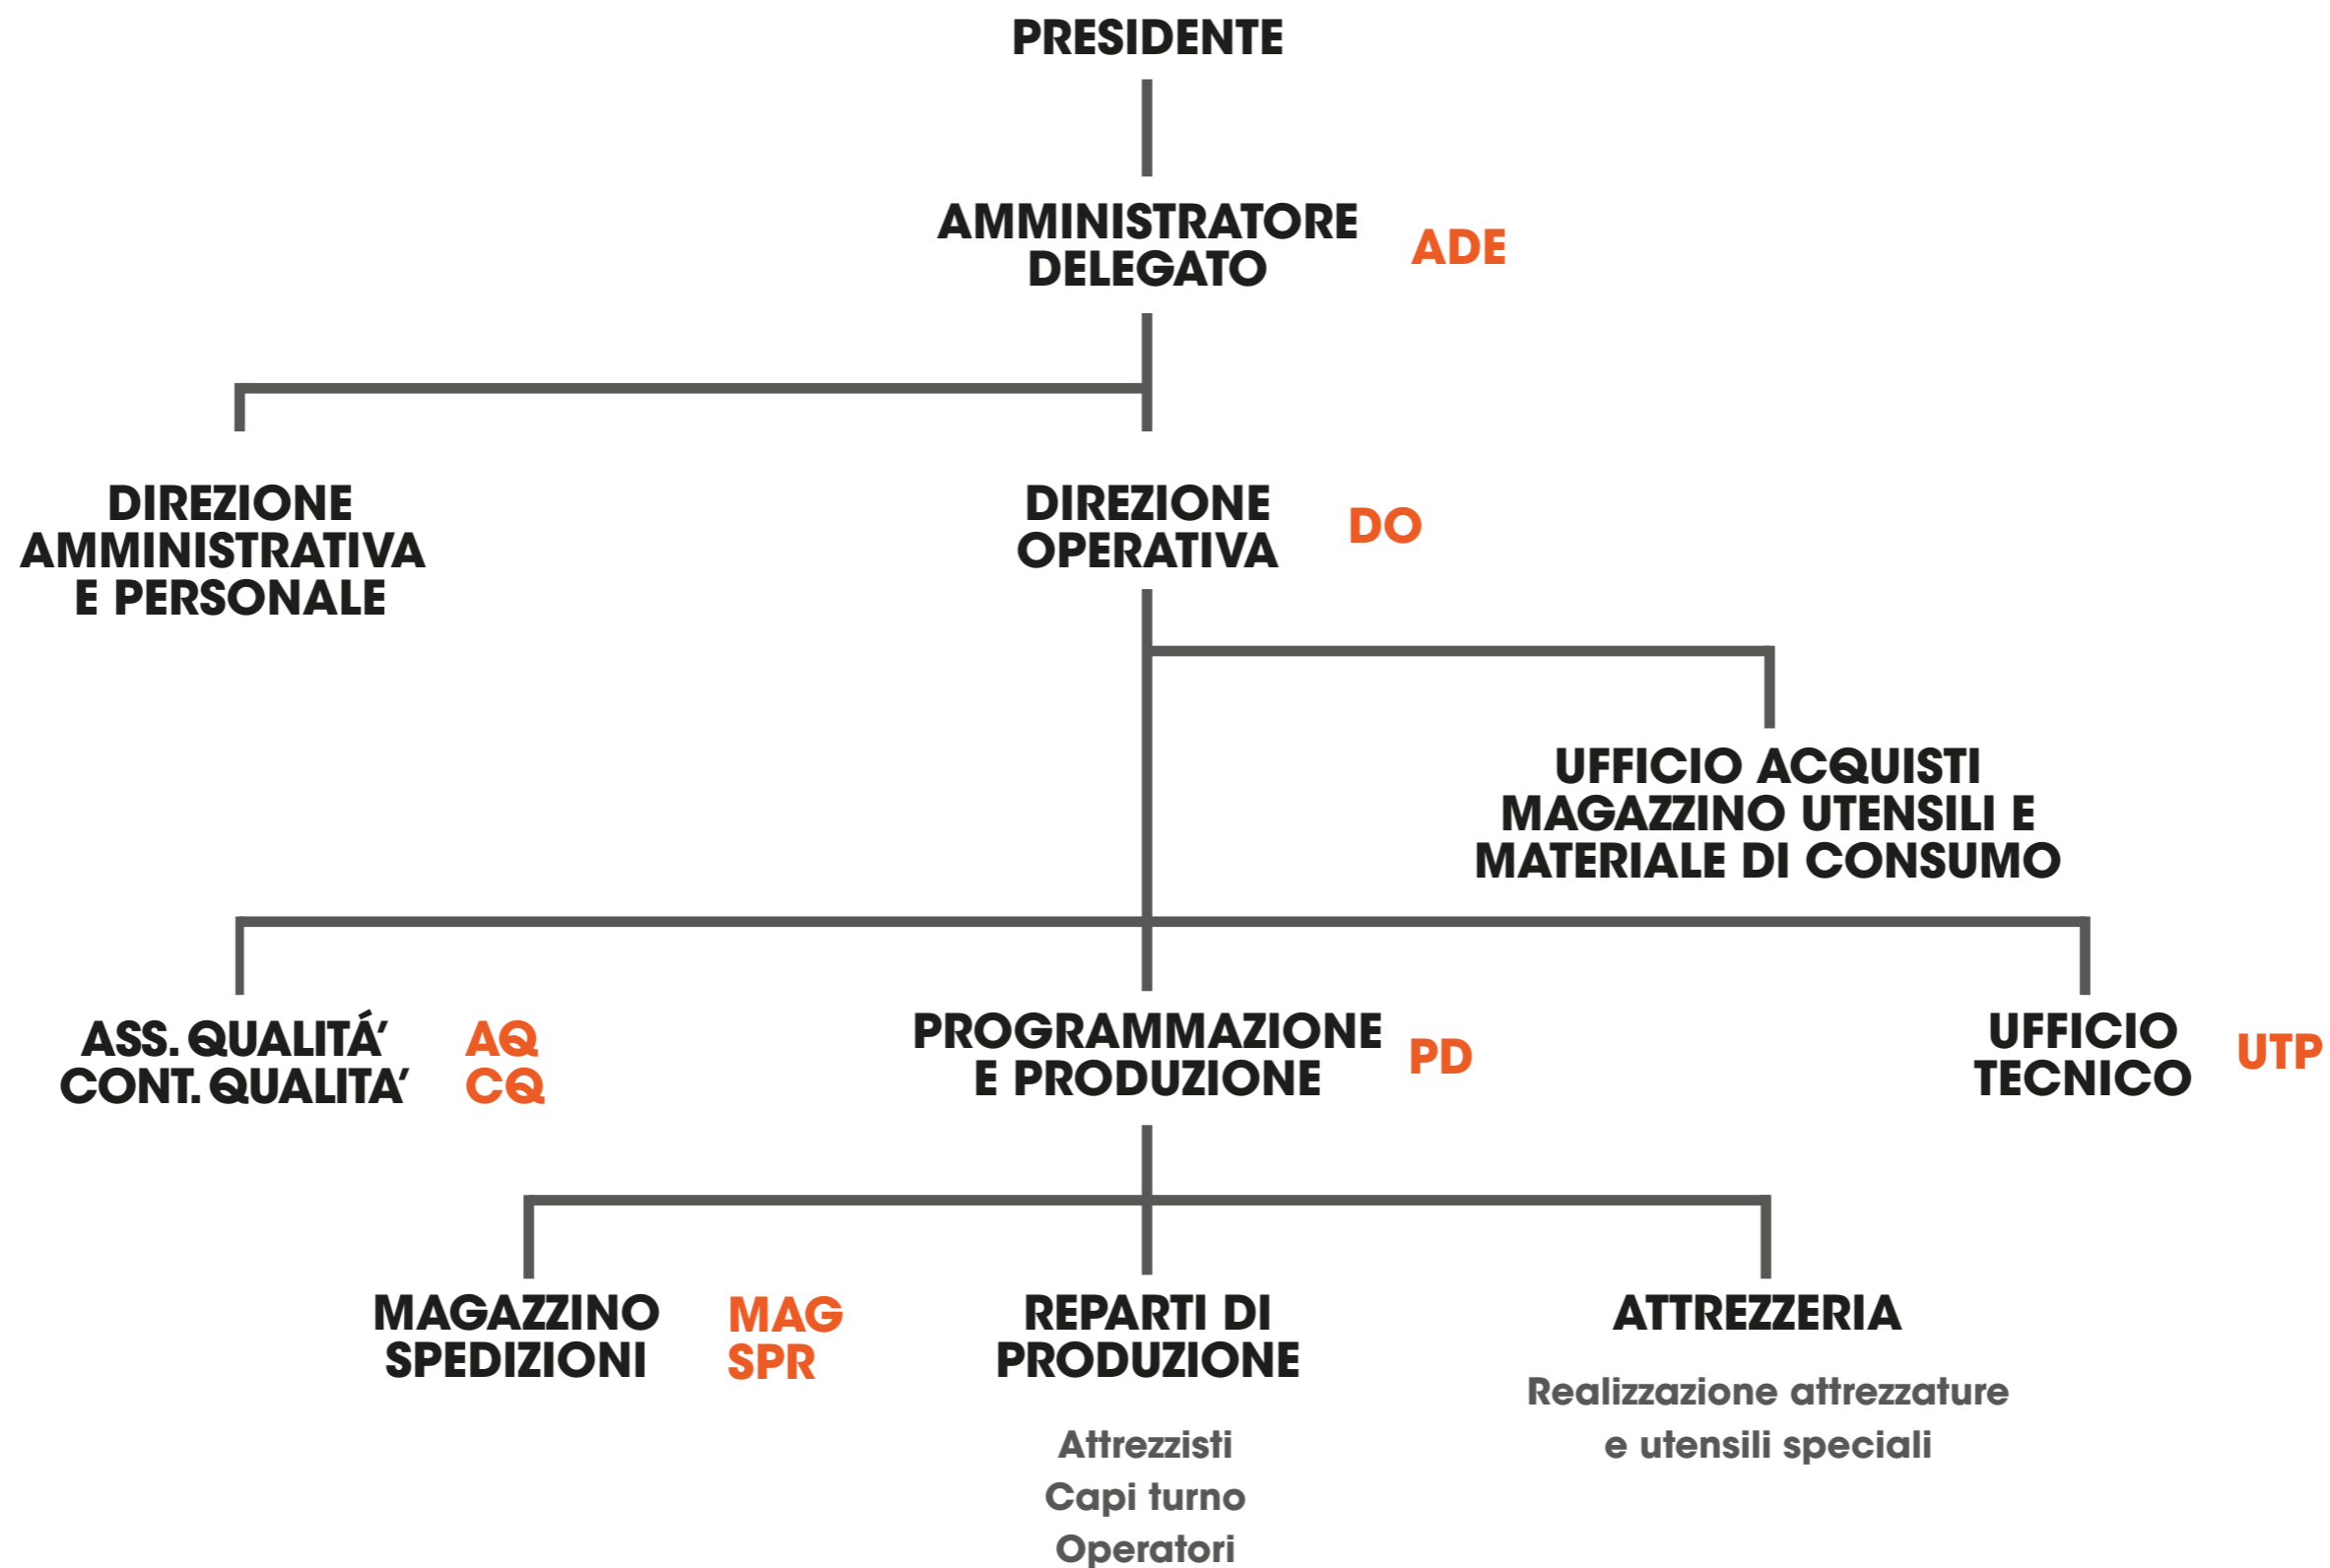 PRESIDENTE
AMMINISTRATORE
DELEGATO
ADE
DIREZIONE
AMMINISTRATIVA
E PERSONALE
DIREZIONE
OPERATIVA
DO
UFFICIO ACQUISTI
MAGAZZINO UTENSILI E
MATERIALE DI CONSUMO
ASS. QUALITÁ’
CONT. QUALITA’
AQ
CQ
PROGRAMMAZIONE
E PRODUZIONE
PD
UFFICIO
TECNICO
UTP
MAGAZZINO
SPEDIZIONI
MAG
SPR
REPARTI DI
PRODUZIONE
Attrezzisti
Capi turno
Operatori
ATTREZZERIA
Realizzazione attrezzature
e utensili speciali